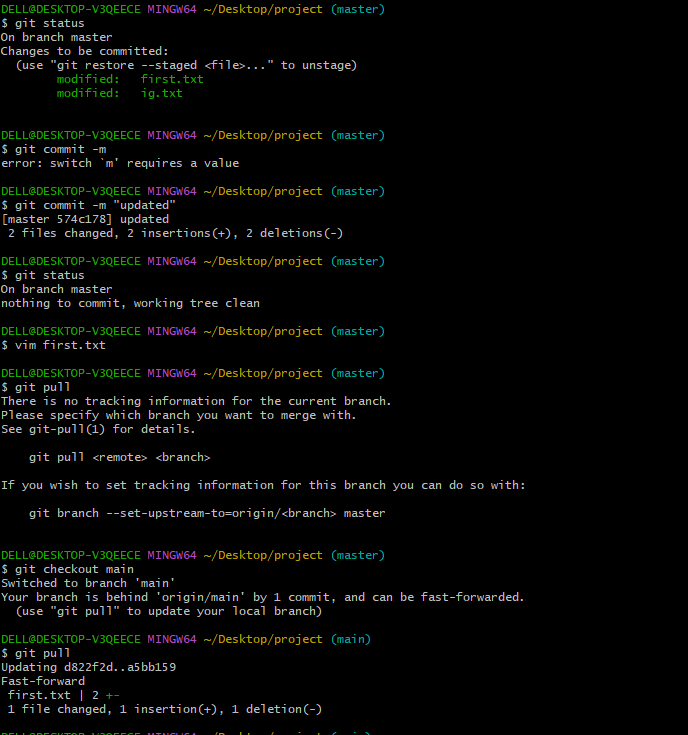 DELL@DESKTOP-V3QEECE MINGW64 ~/Desktop/project (master)
$ git status
On branch master
Changes to be committed:
  (use "git restore --staged <file>..." to unstage)
        modified:   first.txt
        modified:   ig.txt

DELL@DESKTOP-V3QEECE MINGW64 ~/Desktop/project (master)
$ git commit -m
error: switch `m' requires a value

DELL@DESKTOP-V3QEECE MINGW64 ~/Desktop/project (master)
$ git commit -m "updated"
[master 574c178] updated
 2 files changed, 2 insertions(+), 2 deletions(-)

DELL@DESKTOP-V3QEECE MINGW64 ~/Desktop/project (master)
$ git status
On branch master
nothing to commit, working tree clean

DELL@DESKTOP-V3QEECE MINGW64 ~/Desktop/project (master)
$ vim first.txt

DELL@DESKTOP-V3QEECE MINGW64 ~/Desktop/project (master)
$ git pull
There is no tracking information for the current branch.
Please specify which branch you want to merge with.
See git-pull(1) for details.

    git pull <remote> <branch>

If you wish to set tracking information for this branch you can do so with:

    git branch --set-upstream-to=origin/<branch> master

DELL@DESKTOP-V3QEECE MINGW64 ~/Desktop/project (master)
$ git checkout main
Switched to branch 'main'
Your branch is behind 'origin/main' by 1 commit, and can be fast-forwarded.
  (use "git pull" to update your local branch)

DELL@DESKTOP-V3QEECE MINGW64 ~/Desktop/project (main)
$ git pull
Updating d822f2d..a5bb159
Fast-forward
 first.txt | 2 +-
 1 file changed, 1 insertion(+), 1 deletion(-)